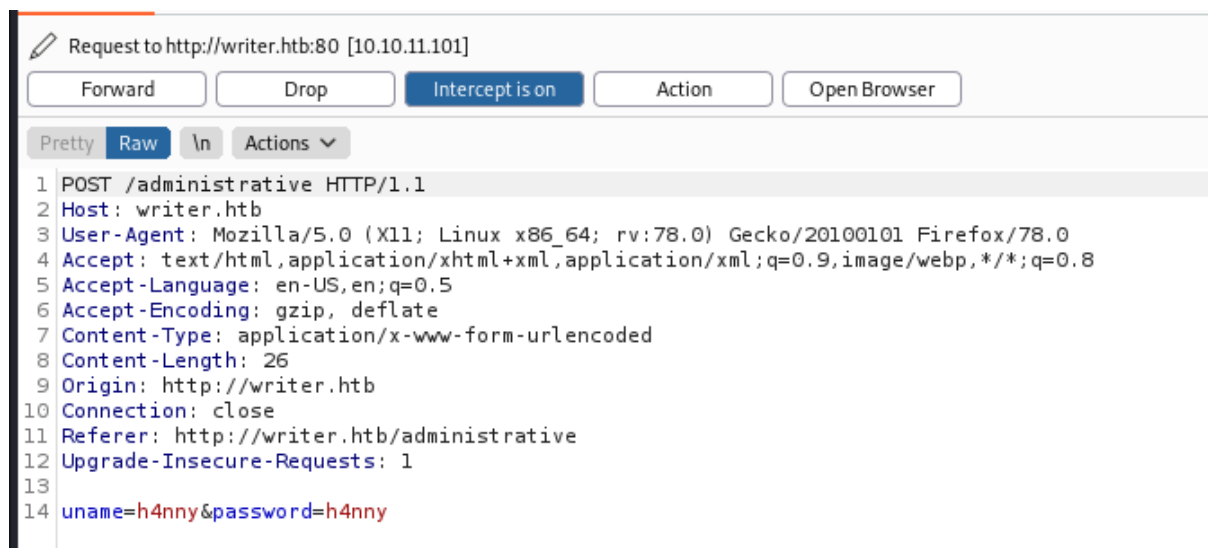 Request to http://writer.htb:80 [10.10.11.101]
Forward Drop Intercept is on Action Open Browser
Pretty Raw \n Actions
1 POST /administrative HTTP/1.1
2 Host: writer.htb
3 User-Agent: Mozilla/5.0 (X11; Linux x86_64; rv:78.0) Gecko/20100101 Firefox/78.0
4 Accept: text/html,application/xhtml+xml,application/xml;q=0.9,image/webp,*/*;q=0.8
5 Accept-Language: en-US,en;q=0.5
6 Accept-Encoding: gzip, deflate
7 Content-Type: application/x-www-form-urlencoded
8 Content-Length: 26
9 Origin: http://writer.htb
10 Connection: close
11 Referer: http://writer.htb/administrative
12 Upgrade-Insecure-Requests: 1
13
14 uname=h4nny&password=h4nny